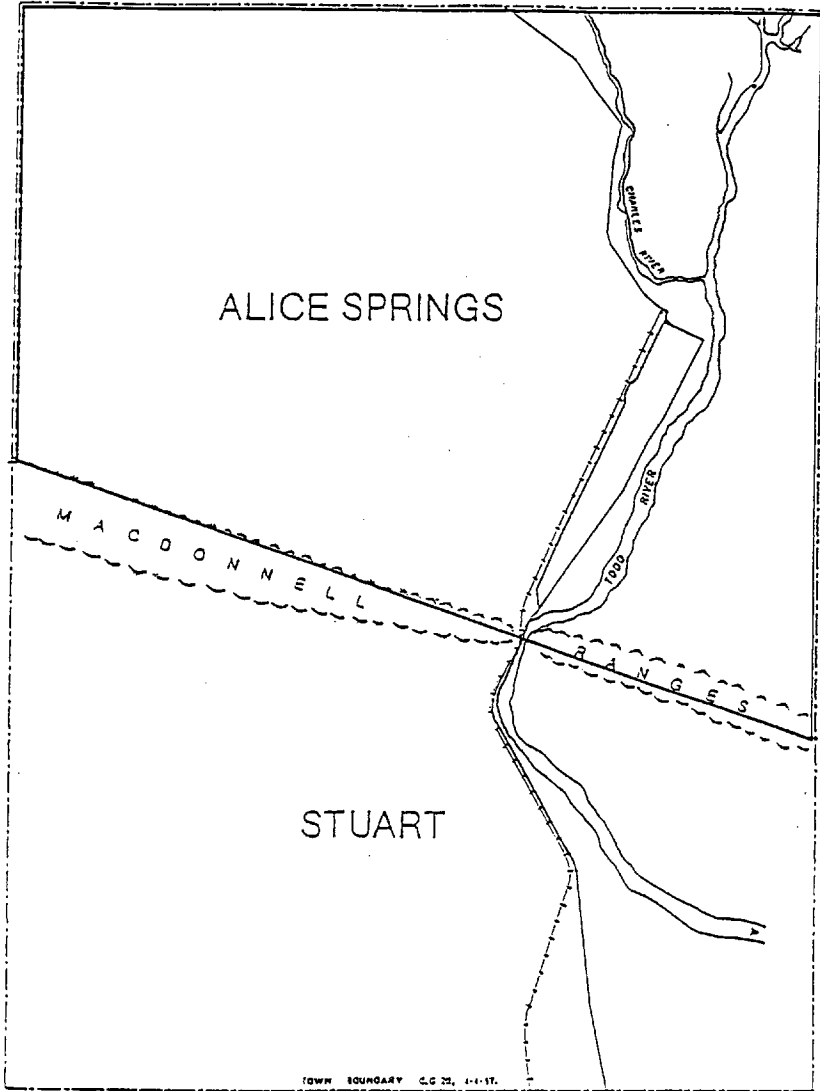 CHARLES
RIVER
ALICE SPRINGS
RIVER
TODD
MACDONNELL
RANGES
STUART
TOWN BOUNDARY C.G